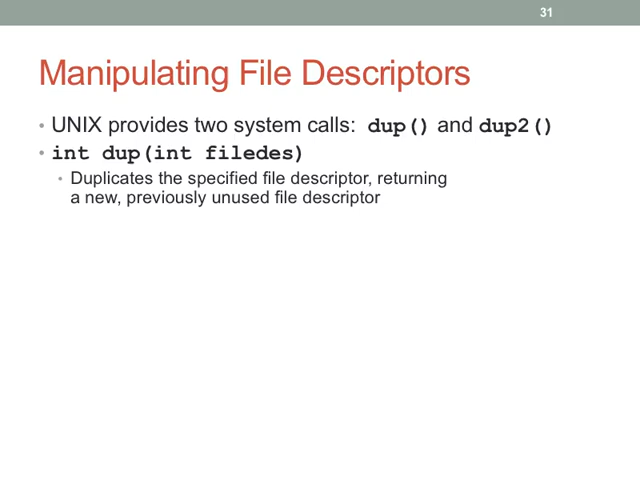 31
Manipulating File Descriptors
• UNIX provides two system calls: dup() and dup2()
• int dup(int filedes)
• Duplicates the specified file descriptor, returning
a new, previously unused file descriptor